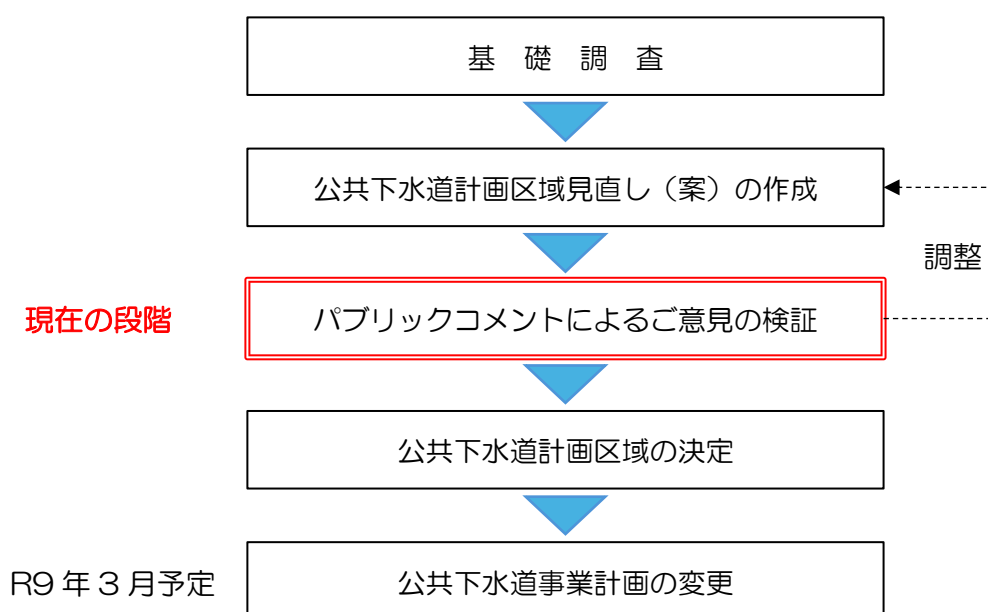 基 礎 調 査
公共下水道計画区域見直し（案）の作成
調整
現在の段階
パブリックコメントによるご意見の検証
公共下水道計画区域の決定
R9 年 3 月予定
公共下水道事業計画の変更